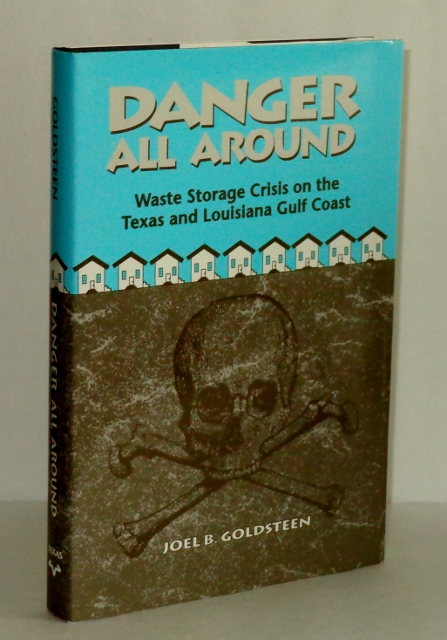 DANGER
ALL AROUND
Waste Storage Crisis on the
Texas and Louisiana Gulf Coast
JOEL B. GOLDSTEEN
GOLDSTEEN
DANGER ALL AROUND
TEXAS